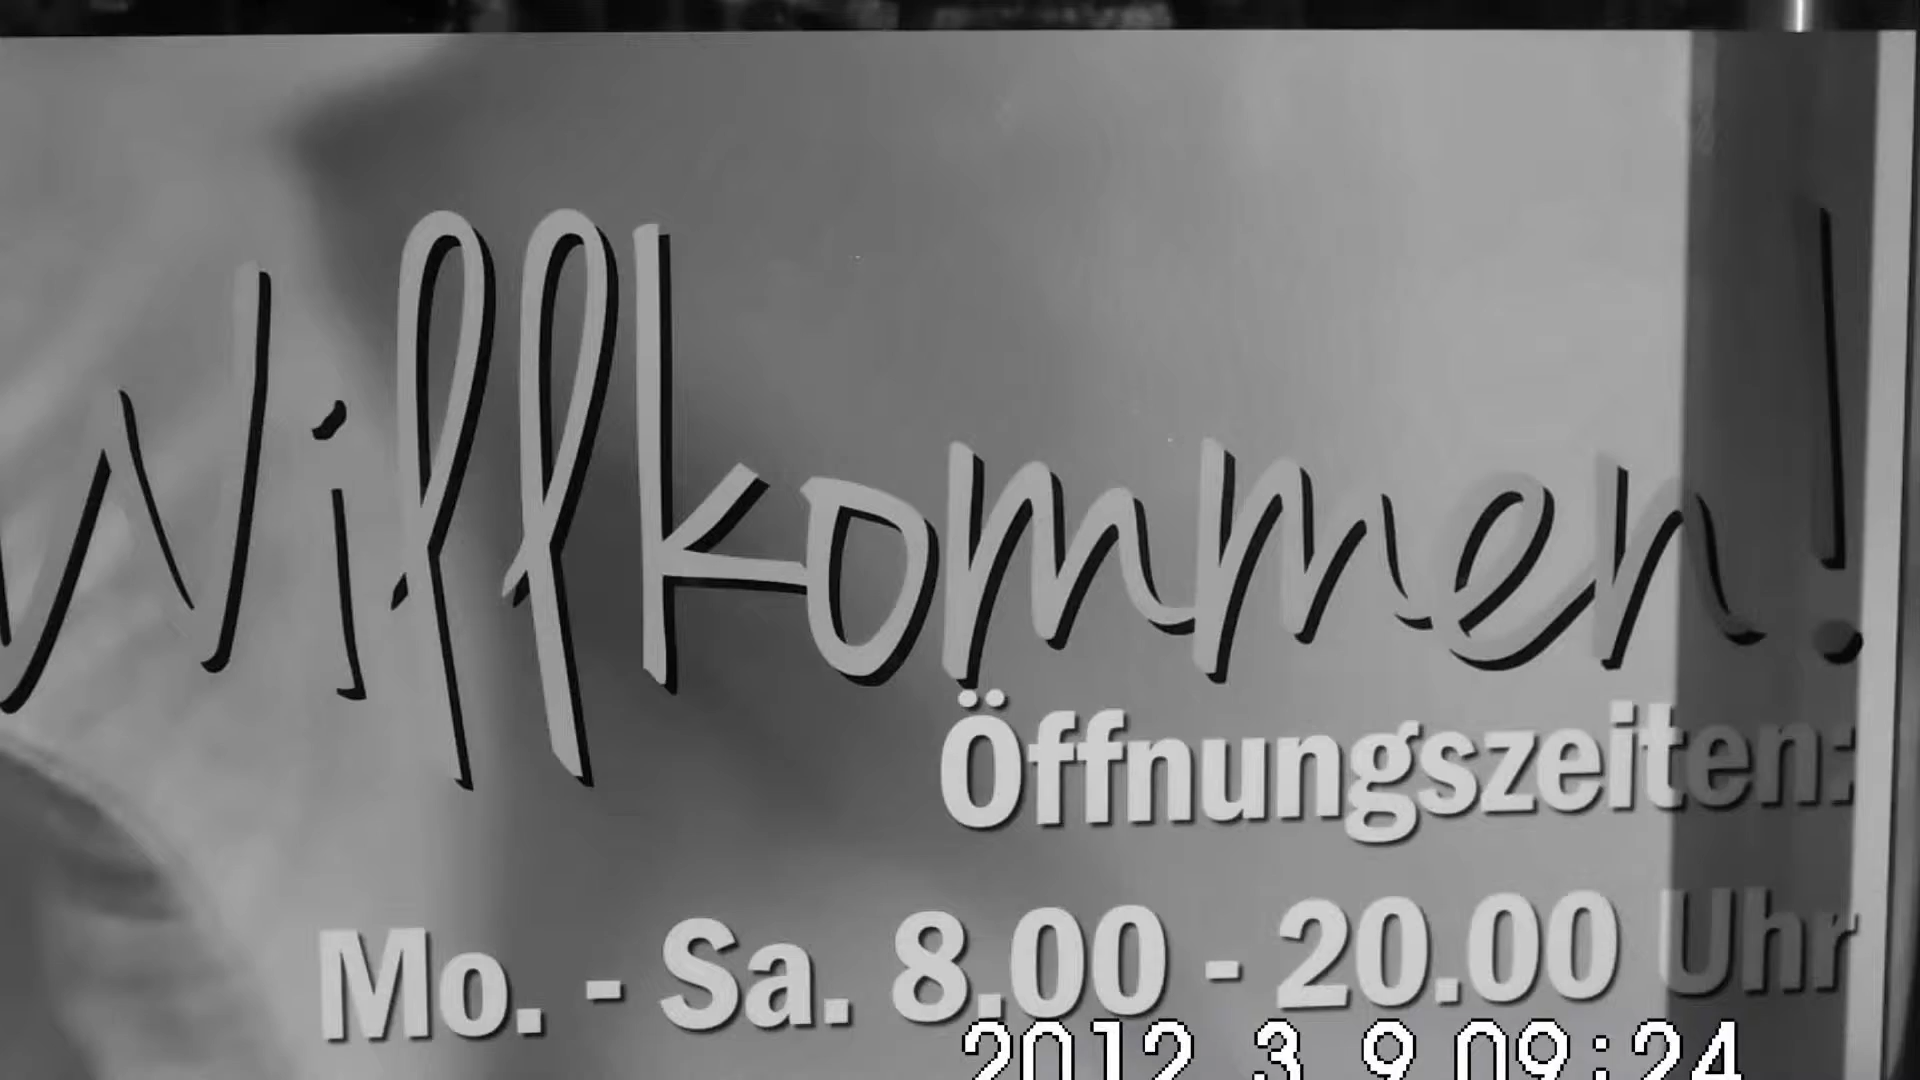 Willkommen!
Öffnungszeiten:
Mo. - Sa. 8.00 - 20.00 Uhr
2012 3 9 09:24